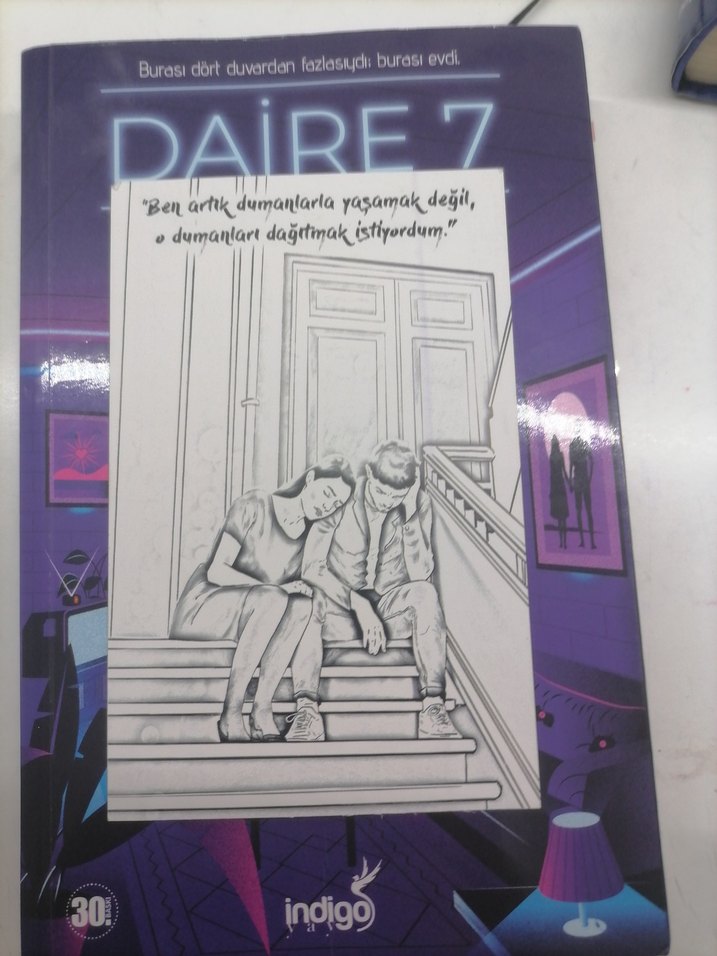 Burası dört duvardan fazlasıydı; burası evdi.
DAİRE 7
"Ben artık dumanlarla yaşamak değil,
o dumanları dağıtmak istiyordum."
30.
BASKI
indigo